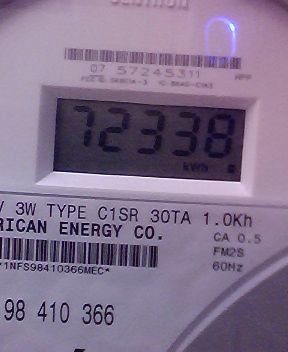 07 57245311 HPP
72338
kWh
V 3W TYPE C1SR 30TA 1.0Kh
RICAN ENERGY CO. CA 0.5
FM2S
*1NFS98410366MEC* 60Hz
98 410 366